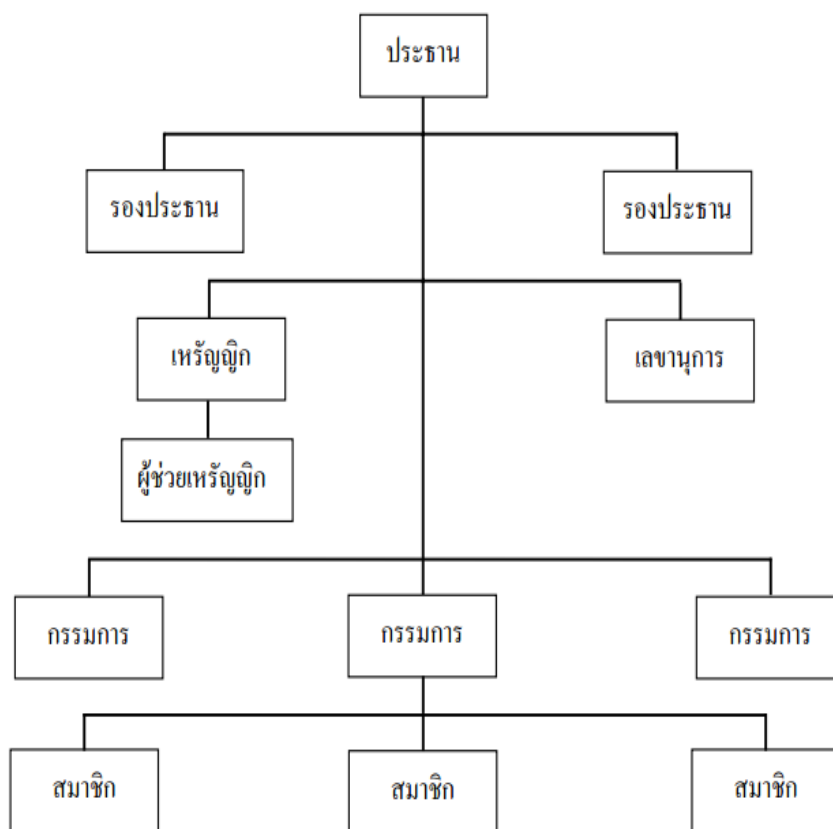 ประธาน
รองประธาน
รองประธาน
เหรัญญิก
เลขานุการ
ผู้ช่วยเหรัญญิก
กรรมการ
กรรมการ
กรรมการ
สมาชิก
สมาชิก
สมาชิก